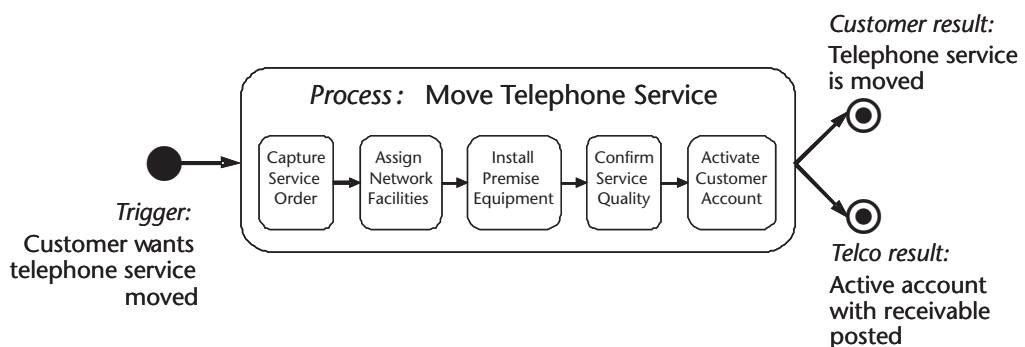 Customer result:
Telephone service
is moved
Process: Move Telephone Service
Capture
Service
Order
Assign
Network
Facilities
Install
Premise
Equipment
Confirm
Service
Quality
Activate
Customer
Account
Trigger:
Customer wants
telephone service
moved
Telco result:
Active account
with receivable
posted